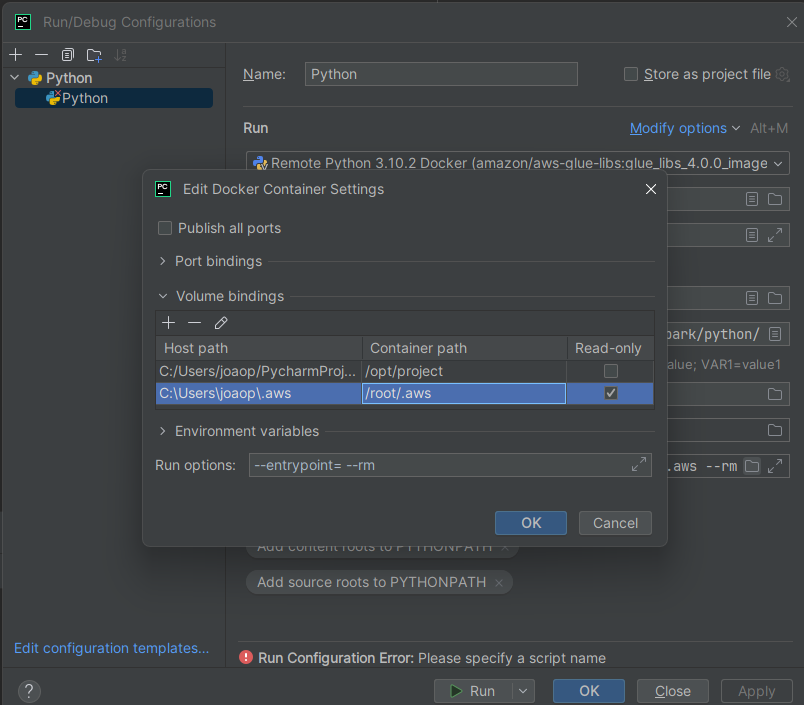 PC Run/Debug Configurations
Python
Python
Name: Python Store as project file
Run Modify options Alt+M
Remote Python 3.10.2 Docker (amazon/aws-glue-libs:glue_libs_4.0.0_image
PC Edit Docker Container Settings
Publish all ports
Port bindings
Volume bindings
Host path Container path Read-only
C:/Users/joaop/PycharmProj... /opt/project
C:\Users\joaop\.aws /root/.aws
Environment variables
Run options: --entrypoint= --rm
OK Cancel
ark/python/
alue; VAR1=value1
.aws --rm
Add content roots to PYTHONPATH
Add source roots to PYTHONPATH
Edit configuration templates...
Run Configuration Error: Please specify a script name
? Run OK Close Apply